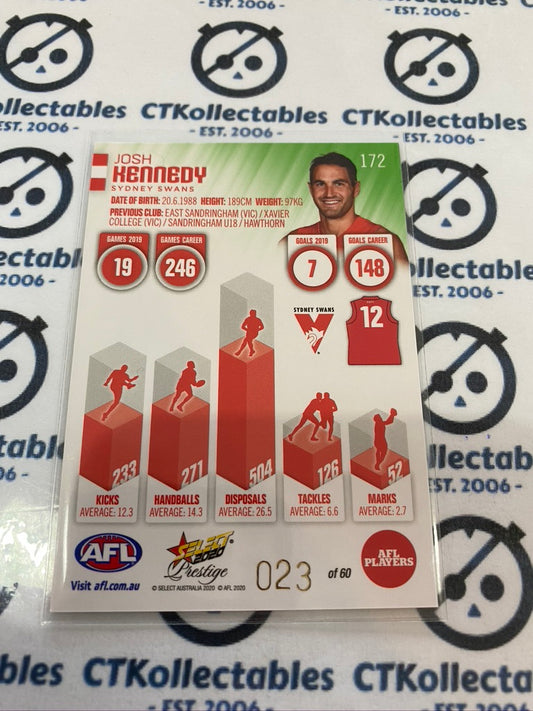 CTKollectables
- EST. 2006 -
JOSH
KENNEDY
SYDNEY SWANS
172
DATE OF BIRTH: 20.6.1988 HEIGHT: 189CM WEIGHT: 97KG
PREVIOUS CLUB: EAST SANDRINGHAM (VIC) / XAVIER
COLLEGE (VIC) / SANDRINGHAM U18 / HAWTHORN
GAMES 2019
19
GAMES CAREER
246
GOALS 2019
7
GOALS CAREER
148
SYDNEY SWANS
12
233
271
504
126
52
KICKS
AVERAGE: 12.3
HANDBALLS
AVERAGE: 14.3
DISPOSALS
AVERAGE: 26.5
TACKLES
AVERAGE: 6.6
MARKS
AVERAGE: 2.7
AFL
Visit afl.com.au
SELECT
2020
Prestige
© SELECT AUSTRALIA 2020 © AFL 2020
023 of 60
AFL
PLAYERS
CTKollectables
- EST. 2006 -